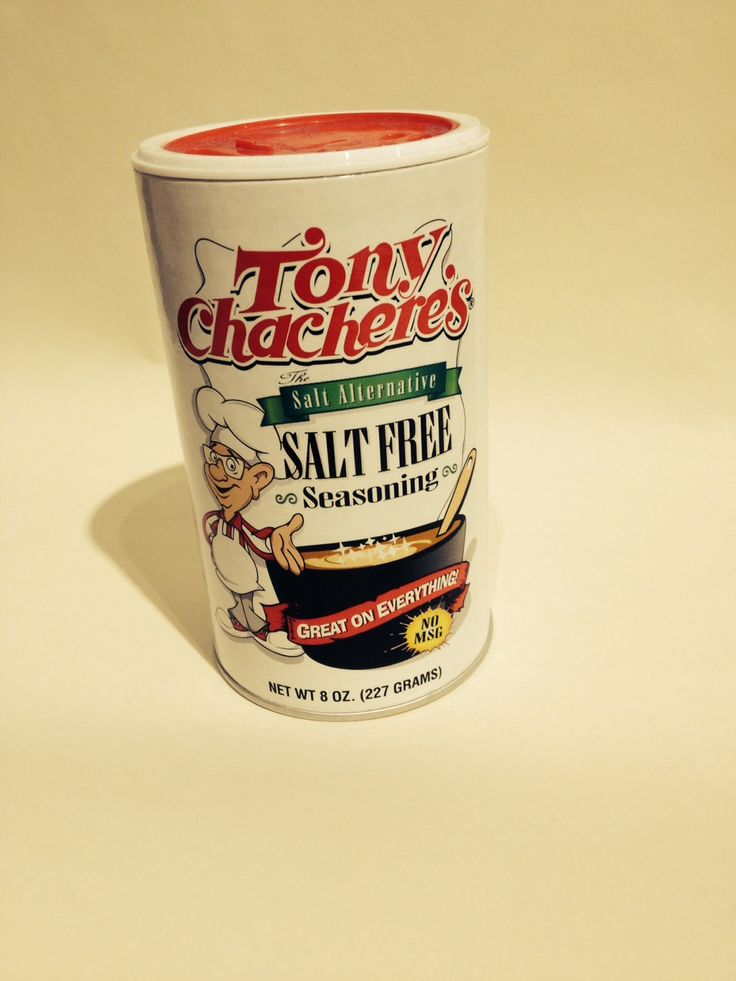 Tony
Chachere's®
The
Salt Alternative
SALT FREE
Seasoning
GREAT ON EVERYTHING!
NO
MSG
NET WT 8 OZ. (227 GRAMS)